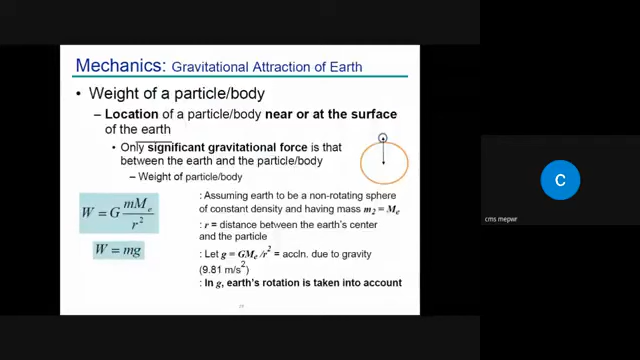 Mechanics: Gravitational Attraction of Earth
• Weight of a particle/body
– Location of a particle/body near or at the surface
of the earth
• Only significant gravitational force is that
between the earth and the particle/body
– Weight of particle/body
W = G mMₑ / r²
W = mg
: Assuming earth to be a non-rotating sphere
of constant density and having mass m₂ = Mₑ
: r = distance between the earth's center
and the particle
: Let g = GMₑ/r² = accln. due to gravity
(9.81 m/s²)
: In g, earth's rotation is taken into account
C
cms mepwr